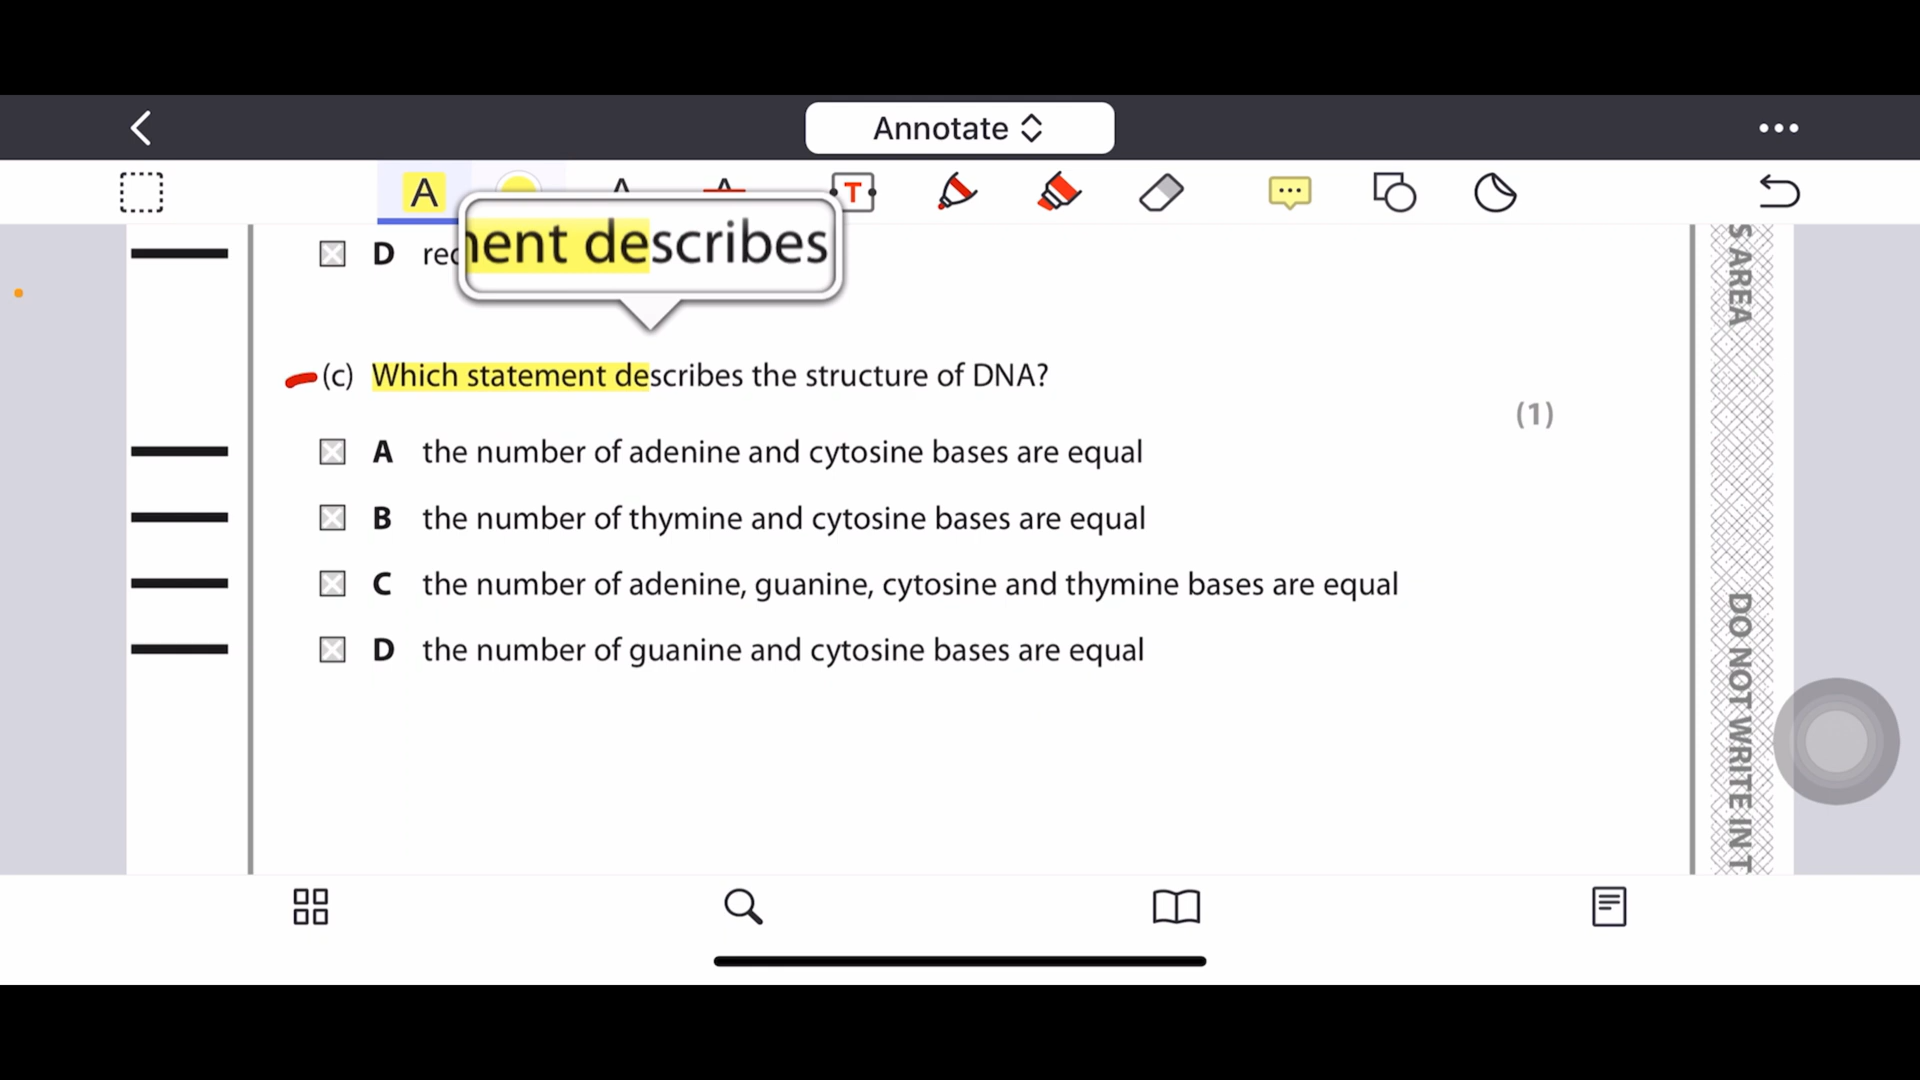 Annotate
A
T
ment describes
D
S AREA
(c) Which statement describes the structure of DNA?
(1)
A the number of adenine and cytosine bases are equal
B the number of thymine and cytosine bases are equal
C the number of adenine, guanine, cytosine and thymine bases are equal
D the number of guanine and cytosine bases are equal
DO NOT WRITE IN T